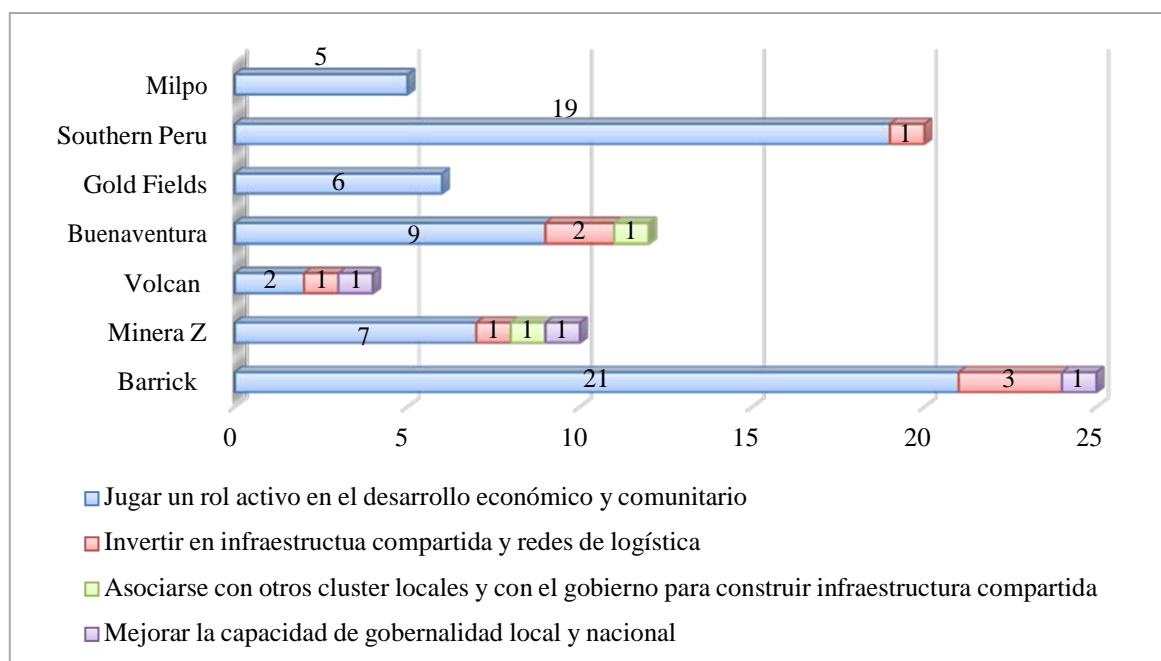 5
Milpo
19
Southern Peru 1
Gold Fields 6
Buenaventura 9 2 1
Volcan 2 1 1
Minera Z 7 1 1 1
Barrick 21 3 1
0 5 10 15 20 25
Jugar un rol activo en el desarrollo económico y comunitario
Invertir en infraestructua compartida y redes de logística
Asociarse con otros cluster locales y con el gobierno para construir infraestructura compartida
Mejorar la capacidad de gobernalidad local y nacional